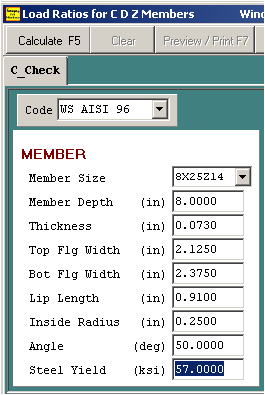 Load Ratios for C D Z Members Wind
Calculate F5 Clear Preview / Print F7
C_Check
Code WS AISI 96
MEMBER
Member Size 8X25Z14
Member Depth (in) 8.0000
Thickness (in) 0.0730
Top Flg Width (in) 2.1250
Bot Flg Width (in) 2.3750
Lip Length (in) 0.9100
Inside Radius (in) 0.2500
Angle (deg) 50.0000
Steel Yield (ksi) 57.0000